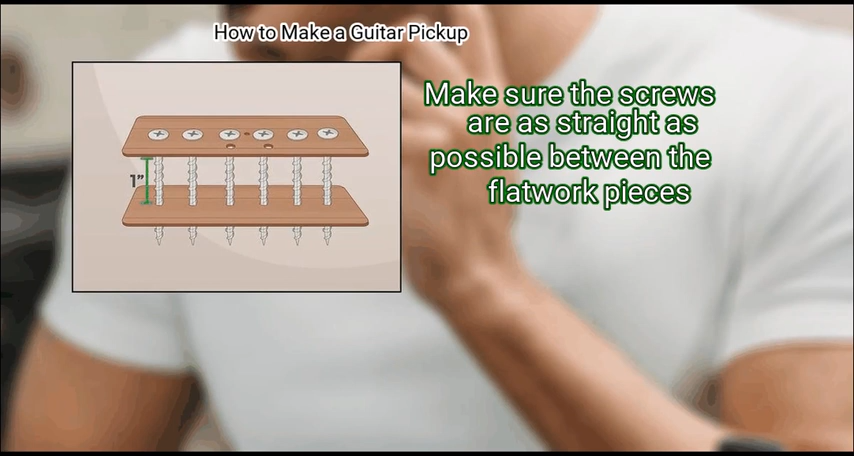 How to Make a Guitar Pickup
Make sure the screws
are as straight as
possible between the
flatwork pieces
1”